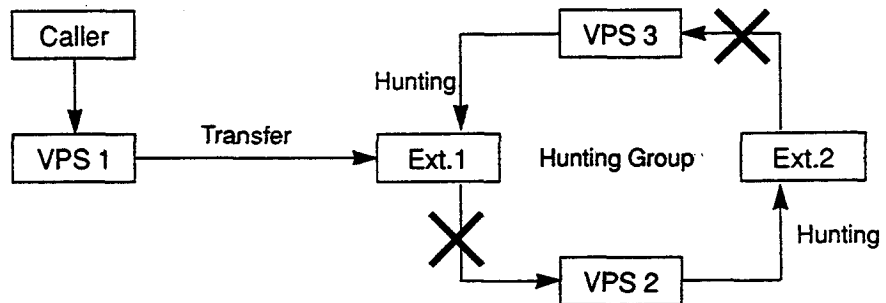 Caller
VPS 3
Hunting
Transfer
VPS 1
Ext.1
Hunting Group
Ext.2
Hunting
VPS 2